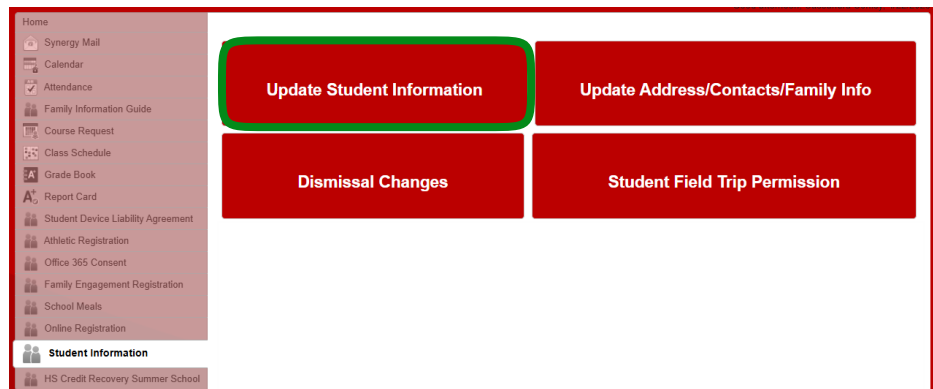 Home
Synergy Mail
Calendar
Attendance
Family Information Guide
Course Request
Class Schedule
Grade Book
Report Card
Student Device Liability Agreement
Athletic Registration
Office 365 Consent
Family Engagement Registration
School Meals
Online Registration
Student Information
HS Credit Recovery Summer School
Update Student Information
Update Address/Contacts/Family Info
Dismissal Changes
Student Field Trip Permission